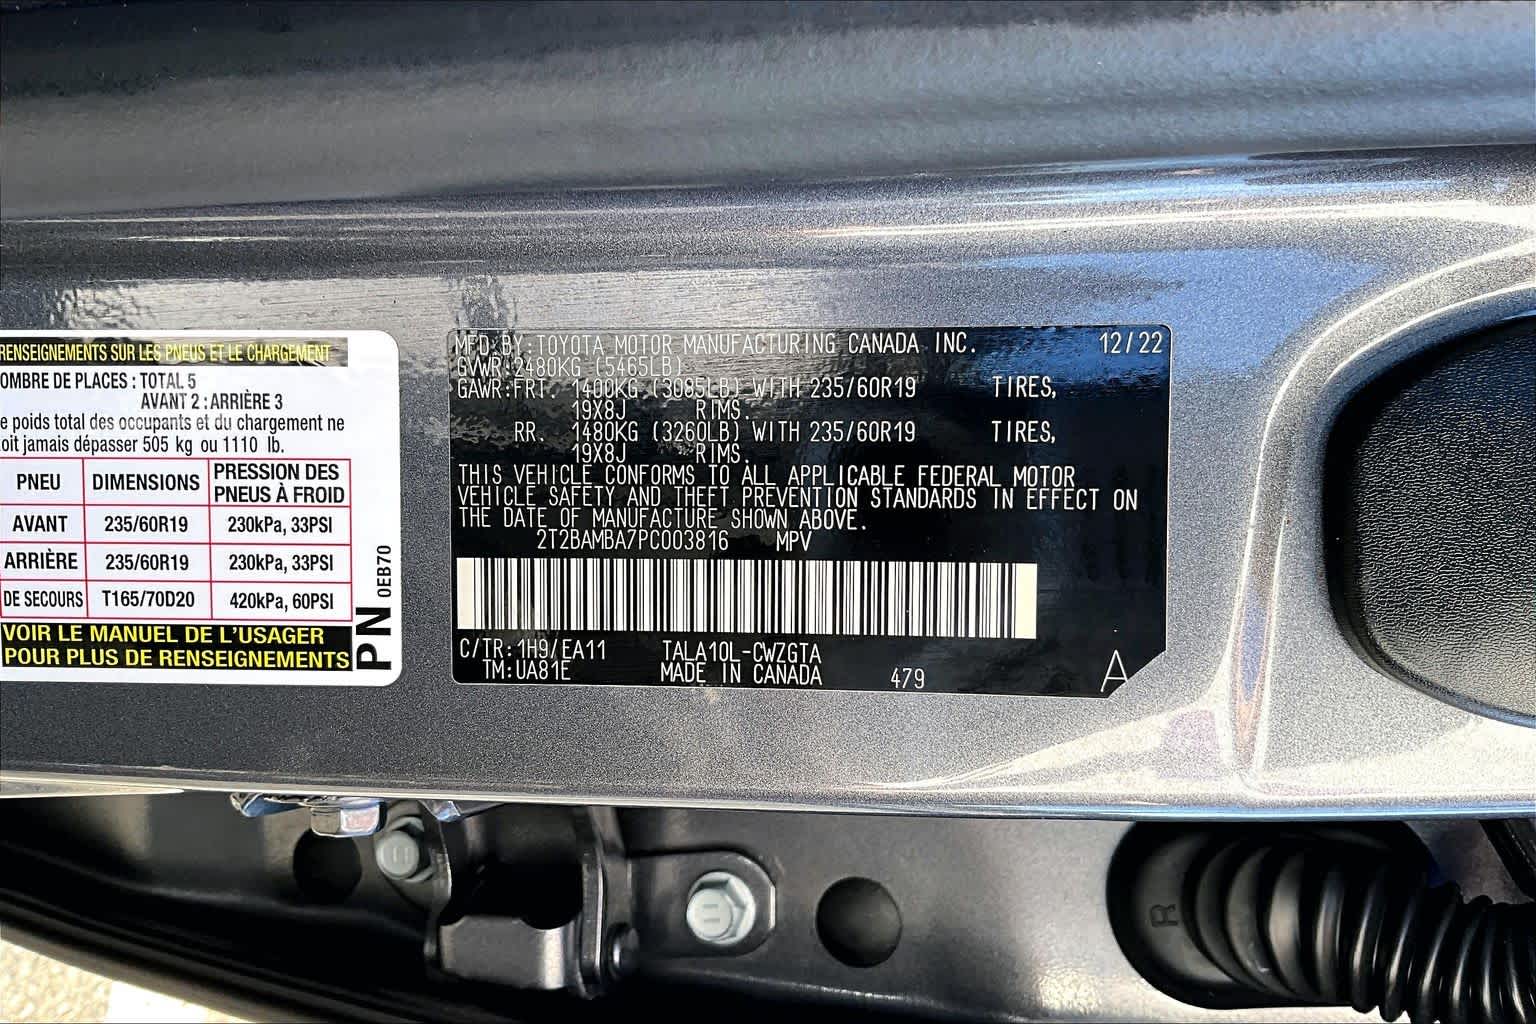 RENSEIGNEMENTS SUR LES PNEUS ET LE CHARGEMENT
OMBRE DE PLACES : TOTAL 5
AVANT 2 : ARRIÈRE 3
e poids total des occupants et du chargement ne
oit jamais dépasser 505 kg ou 1110 lb.
PNEU DIMENSIONS PRESSION DES PNEUS À FROID
AVANT 235/60R19 230kPa, 33PSI
ARRIÈRE 235/60R19 230kPa, 33PSI
DE SECOURS T165/70D20 420kPa, 60PSI
VOIR LE MANUEL DE L'USAGER
POUR PLUS DE RENSEIGNEMENTS
PN 0EB70
MFD BY: TOYOTA MOTOR MANUFACTURING CANADA INC. 12/22
GVWR:2480KG (5465LB)
GAWR:FRT. 1400KG (3085LB) WITH 235/60R19 TIRES,
19X8J RIMS.
RR. 1480KG (3260LB) WITH 235/60R19 TIRES,
19X8J RIMS.
THIS VEHICLE CONFORMS TO ALL APPLICABLE FEDERAL MOTOR
VEHICLE SAFETY AND THEFT PREVENTION STANDARDS IN EFFECT ON
THE DATE OF MANUFACTURE SHOWN ABOVE.
2T2BAMBA7PC003816 MPV
C/TR:1H9/EA11 TALA10L-CWZGTA
TM:UA81E MADE IN CANADA 479 A
R